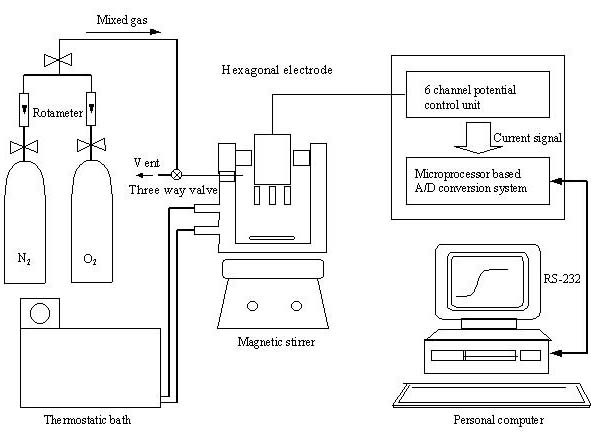 Mixed gas
Hexagonal electrode
6 channel potential
control unit
Rotameter
Current signal
Vent
Three way valve
Microprocessor based
A/D conversion system
N2
O2
RS-232
Magnetic stirrer
Thermostatic bath
Personal computer